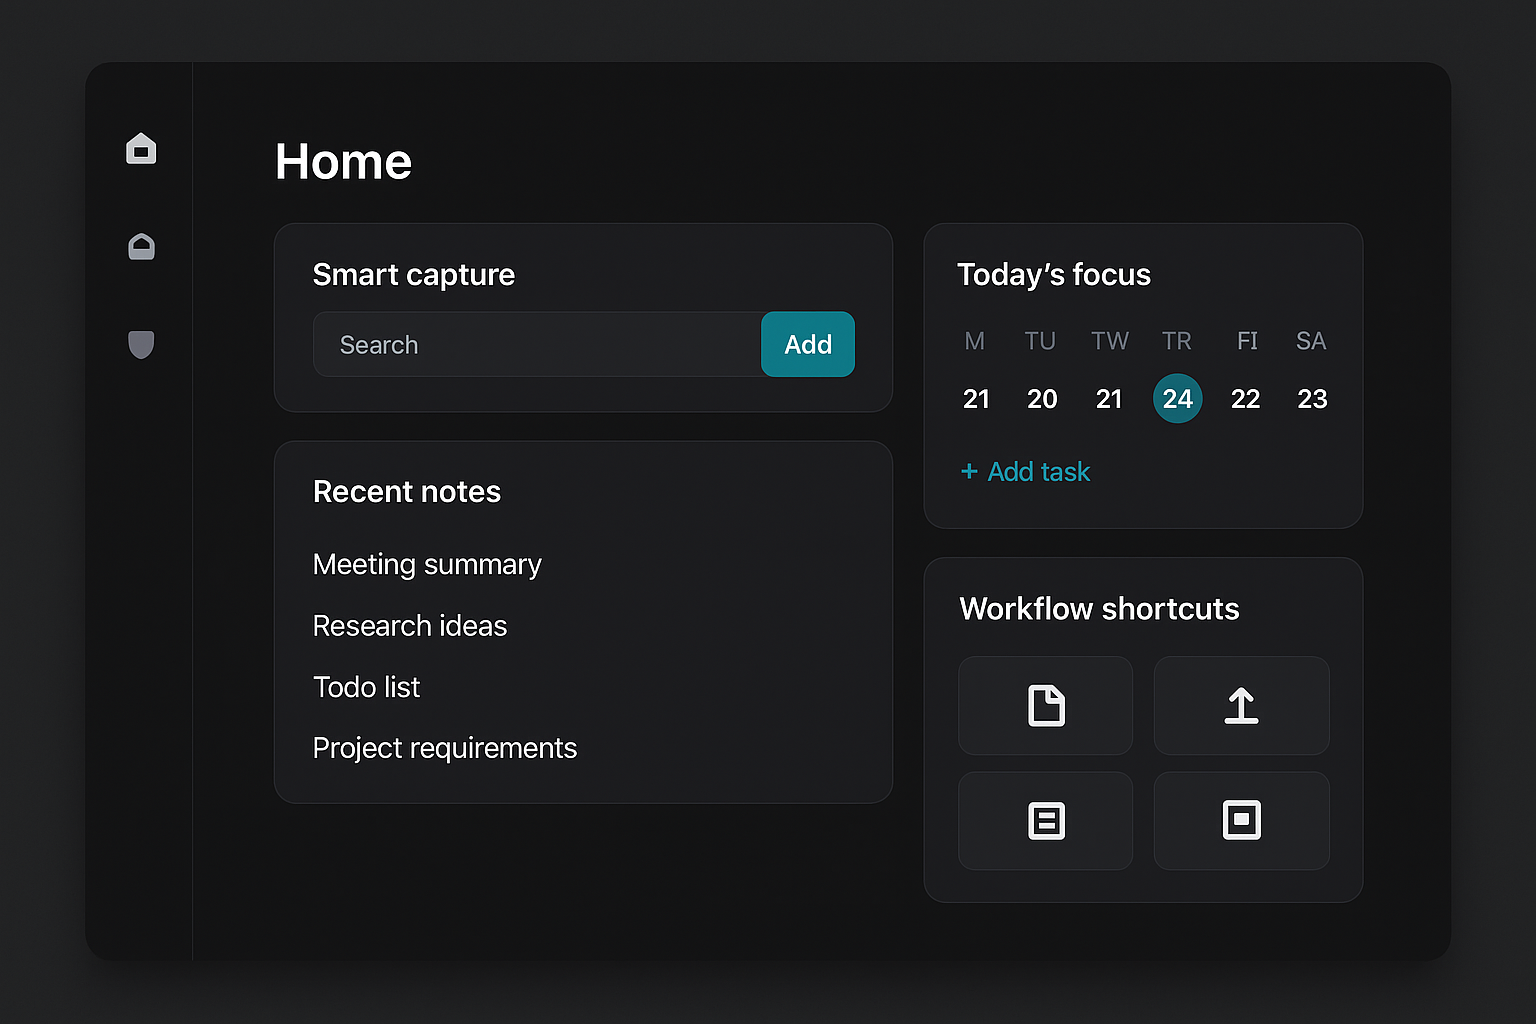 Home
Smart capture
Search
Add
Recent notes
Meeting summary
Research ideas
Todo list
Project requirements
Today’s focus
M TU TW TR FI SA
21 20 21 24 22 23
+ Add task
Workflow shortcuts